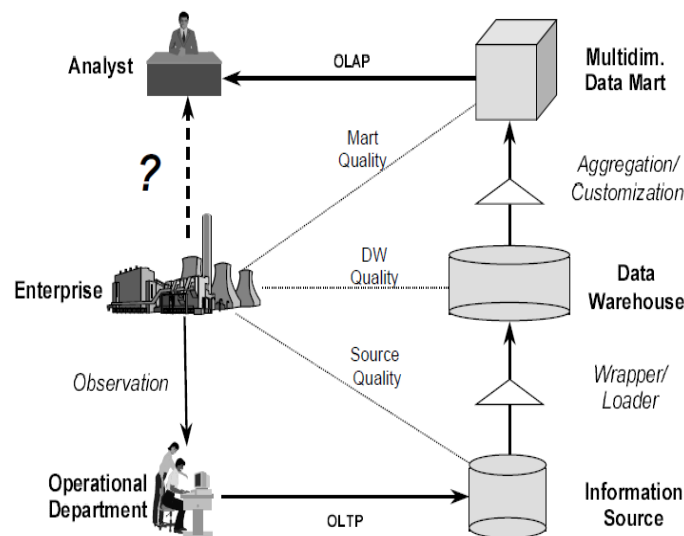 Analyst
OLAP
Multidim.
Data Mart
?
Mart
Quality
Aggregation/
Customization
Enterprise
DW
Quality
Data
Warehouse
Observation
Source
Quality
Wrapper/
Loader
Operational
Department
OLTP
Information
Source